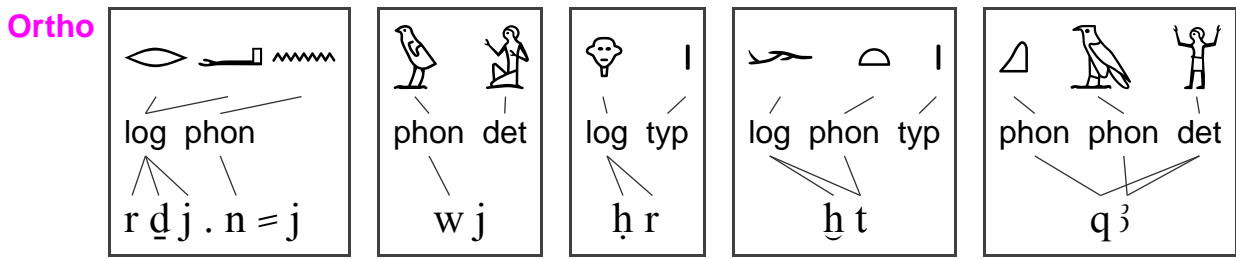 Ortho 𓂋 𓂝 𓈖 𓅱 𓀀 𓁷 𓏤 𓆱 𓏏 𓏤 𓈎 𓄿 𓀠
log phon phon det log typ log phon typ phon phon det
r ḏ j . n = j w j ḥ r ḫ t q ꜣ